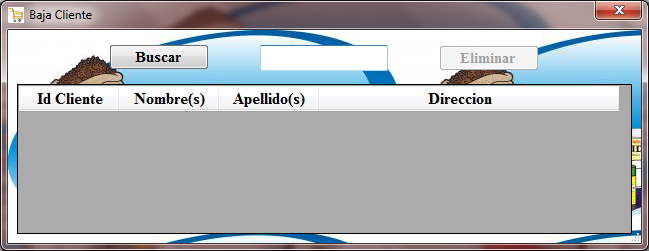 Baja Cliente
Buscar Eliminar
Id Cliente Nombre(s) Apellido(s) Direccion